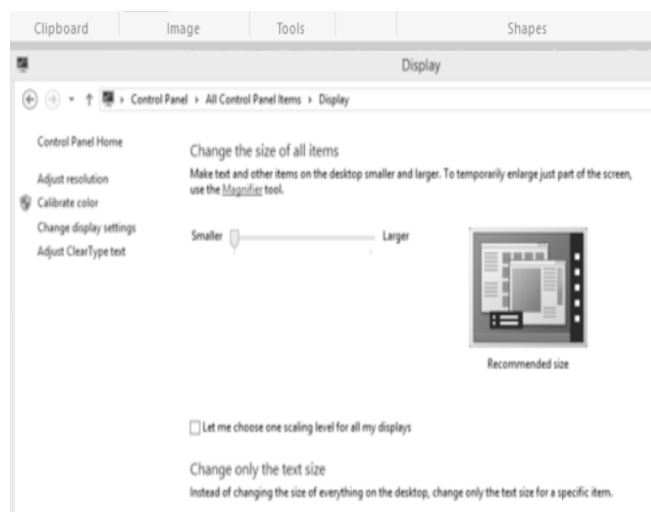 Clipboard Image Tools Shapes
Display
Control Panel › All Control Panel Items › Display
Control Panel Home
Adjust resolution
Calibrate color
Change display settings
Adjust ClearType text
Change the size of all items
Make text and other items on the desktop smaller and larger. To temporarily enlarge just part of the screen,
use the Magnifier tool.
Smaller Larger
Recommended size
Let me choose one scaling level for all my displays
Change only the text size
Instead of changing the size of everything on the desktop, change only the text size for a specific item.